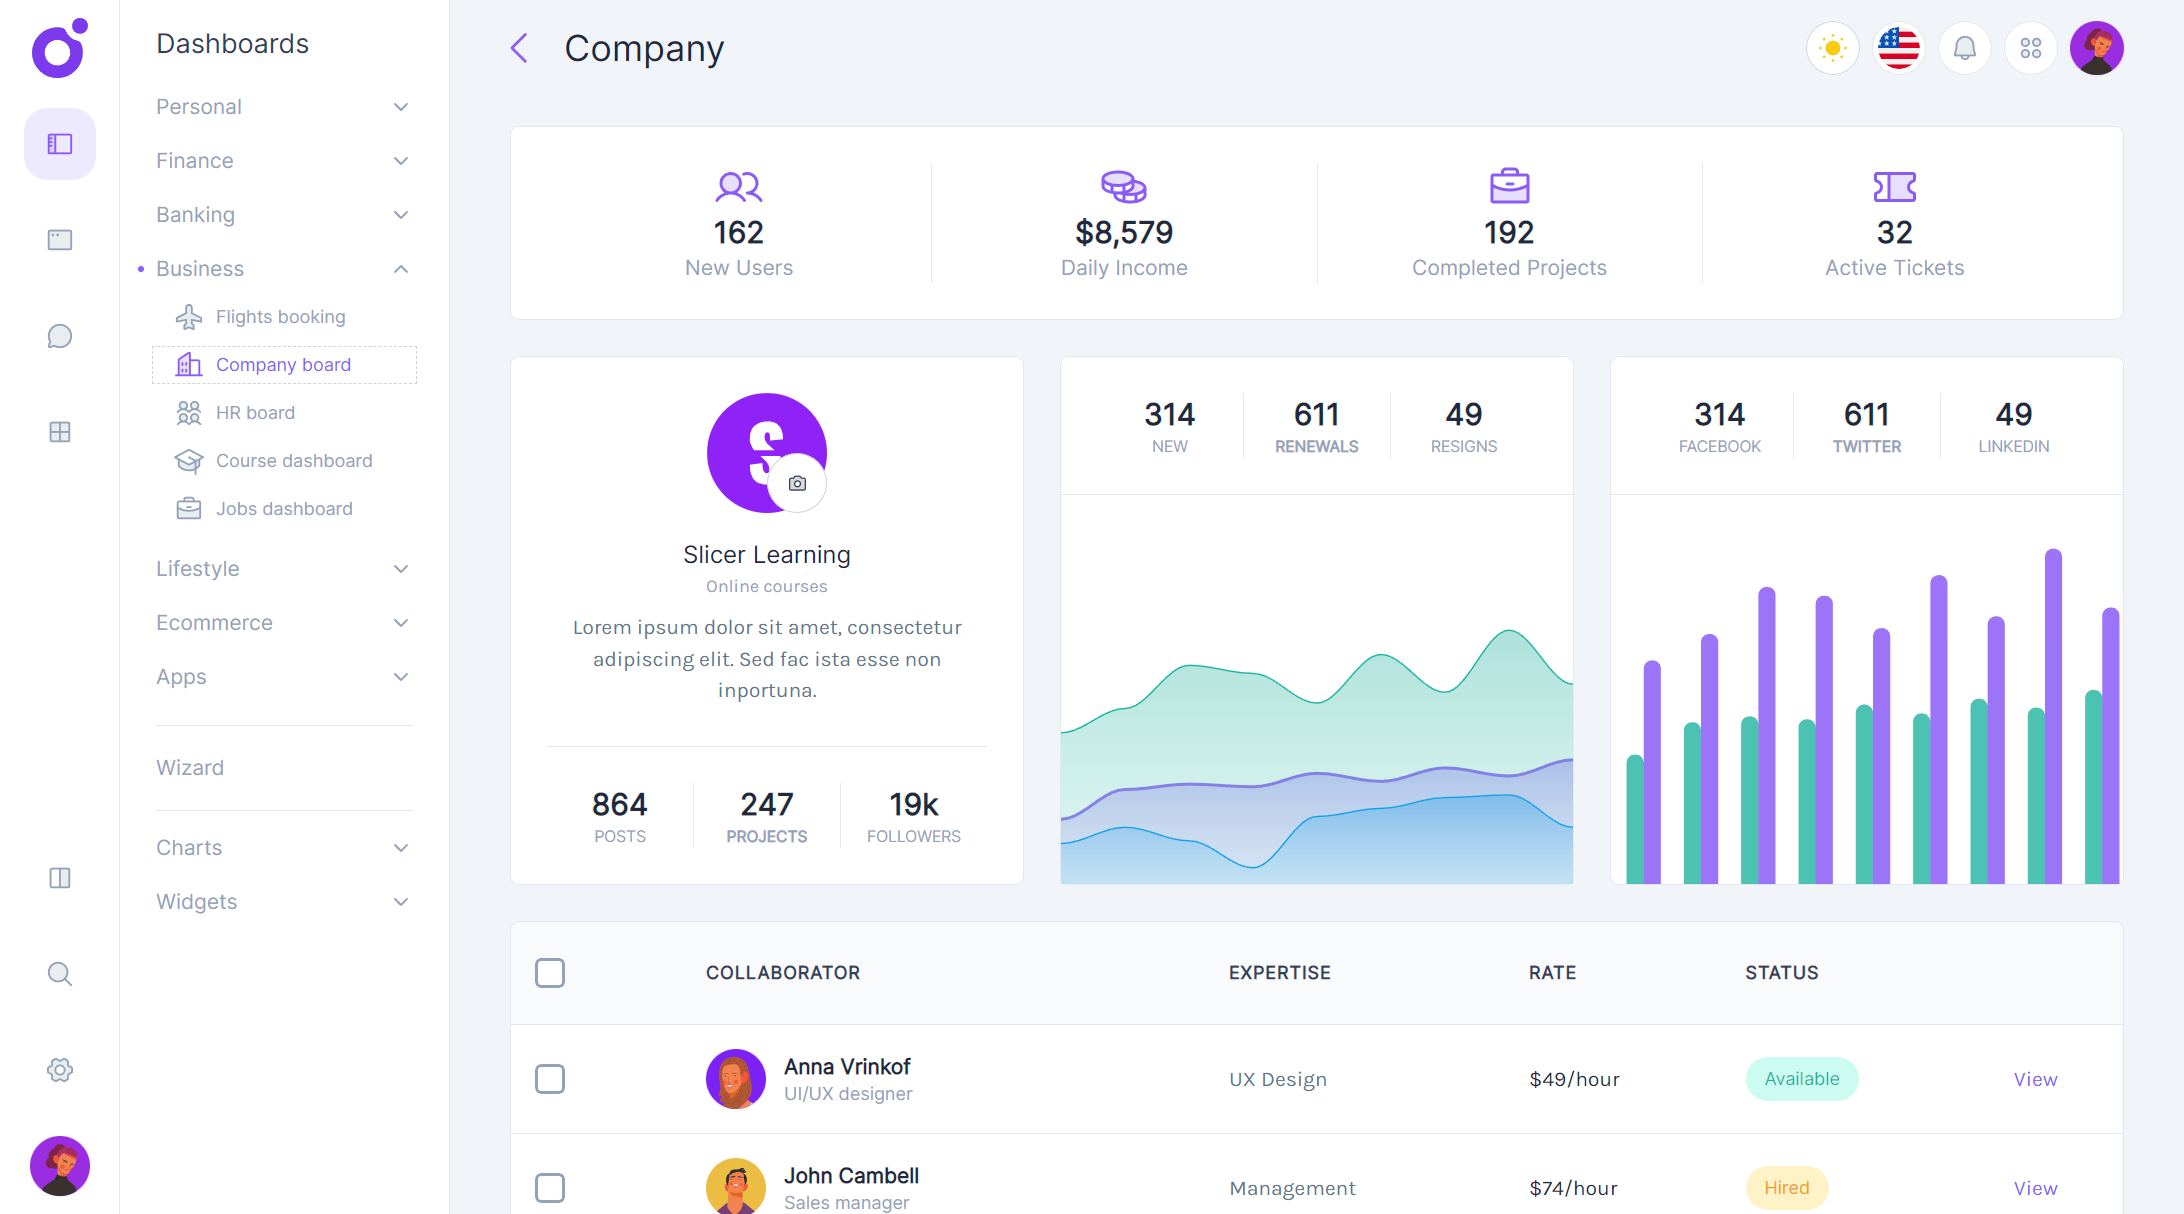 Dashboards
Personal
Finance
Banking
Business
Flights booking
Company board
HR board
Course dashboard
Jobs dashboard
Lifestyle
Ecommerce
Apps
Wizard
Charts
Widgets
Company
162
New Users
$8,579
Daily Income
192
Completed Projects
32
Active Tickets
Slicer Learning
Online courses
Lorem ipsum dolor sit amet, consectetur
adipiscing elit. Sed fac ista esse non
inportuna.
864
POSTS
247
PROJECTS
19k
FOLLOWERS
314
NEW
611
RENEWALS
49
RESIGNS
314
FACEBOOK
611
TWITTER
49
LINKEDIN
COLLABORATOR EXPERTISE RATE STATUS
Anna Vrinkof
UI/UX designer
UX Design
$49/hour
Available
View
John Cambell
Sales manager
Management
$74/hour
Hired
View